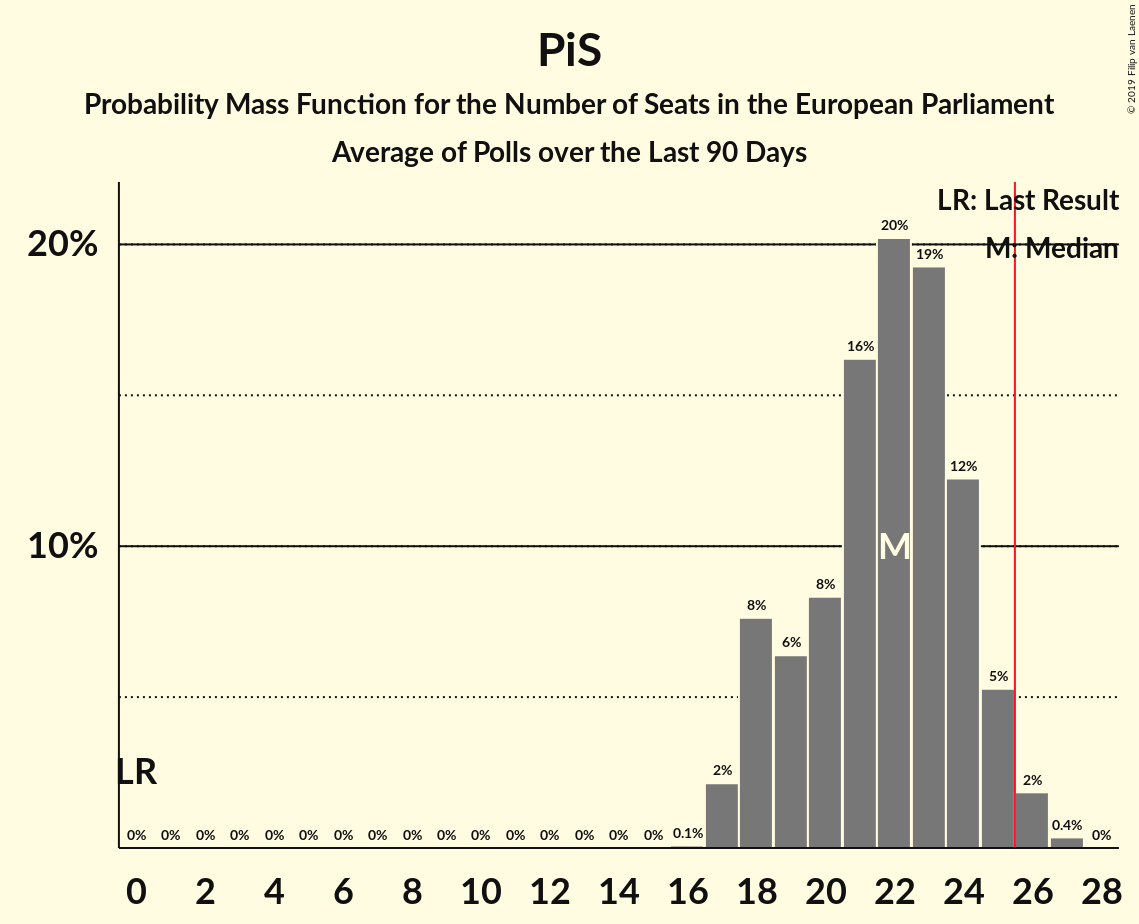 PiS
Probability Mass Function for the Number of Seats in the European Parliament
Average of Polls over the Last 90 Days
© 2019 Filip van Laenen
LR: Last Result
M: Median
20%
10%
20%
19%
16%
12%
8%
8%
6%
5%
2%
2%
0.1%
0.4%
0%
0% 0% 0% 0% 0% 0% 0% 0% 0% 0% 0% 0% 0% 0% 0% 0%
M
LR
0 2 4 6 8 10 12 14 16 18 20 22 24 26 28